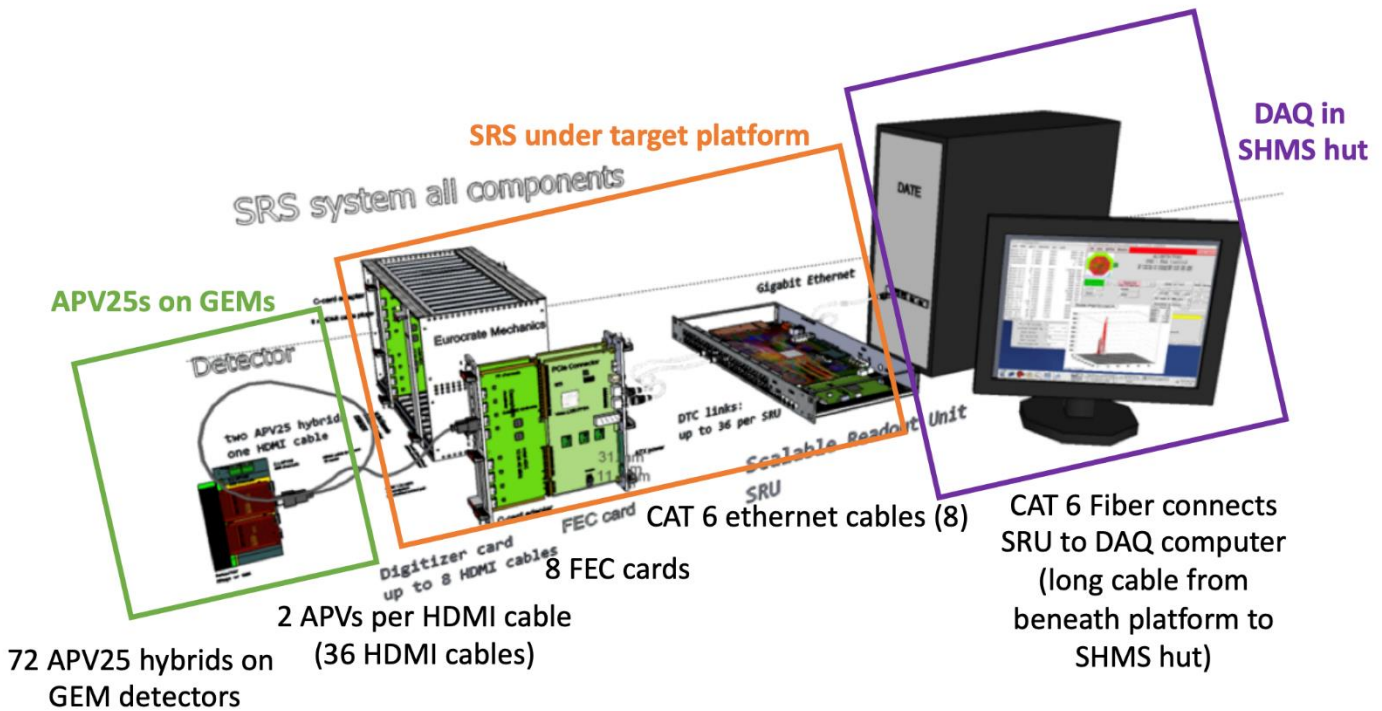 DAQ in
SHMS hut
SRS under target platform
SRS system all components
DATE
APV25s on GEMs
Gigabit Ethernet
Detector
Eurocrate Mechanics
PCIe Connector
two APV25 hybrid
one HDMI cable
DTC links:
up to 36 per SRU
Scalable Readout Unit
SRU
FEC card
Digitizer card
up to 8 HDMI cables
CAT 6 ethernet cables (8)
8 FEC cards
2 APVs per HDMI cable
(36 HDMI cables)
72 APV25 hybrids on
GEM detectors
CAT 6 Fiber connects
SRU to DAQ computer
(long cable from
beneath platform to
SHMS hut)